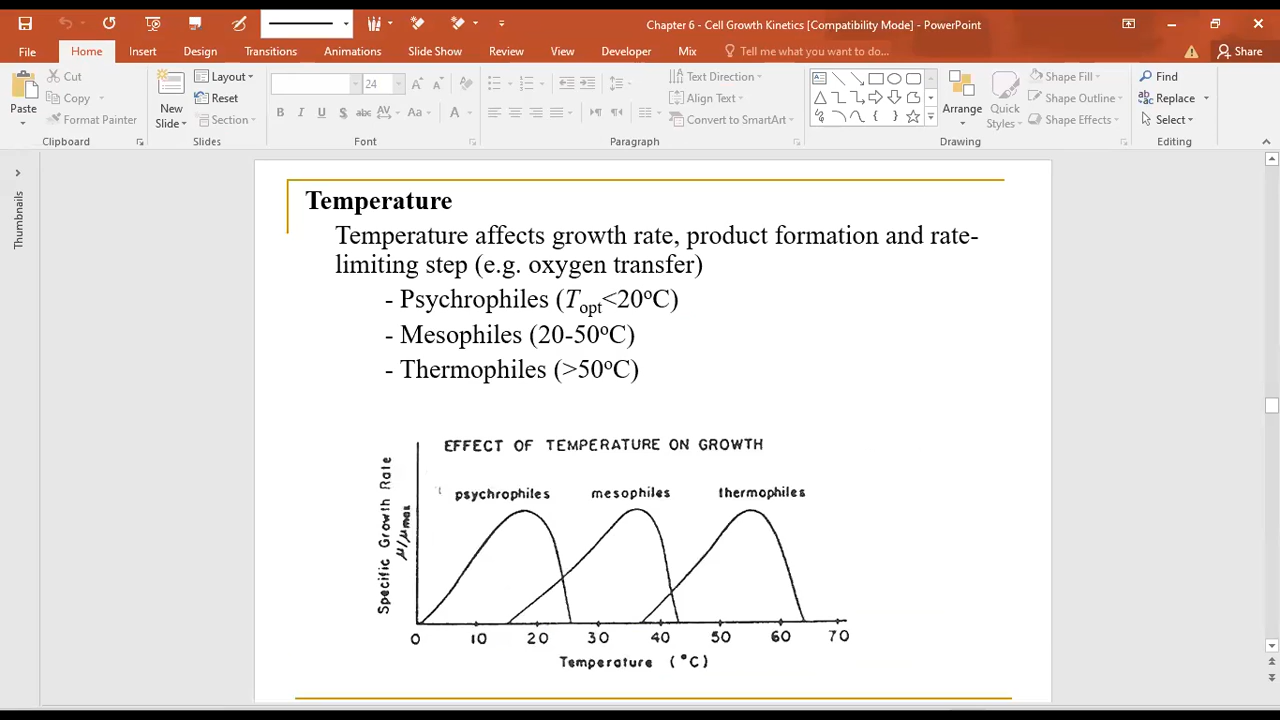 Chapter 6 - Cell Growth Kinetics [Compatibility Mode] - PowerPoint
File Home Insert Design Transitions Animations Slide Show Review View Developer Mix Tell me what you want to do... Share
Paste
Cut
Copy
Format Painter
Clipboard
New Slide
Layout
Reset
Section
Slides
24
B I U S abc AV Aa A
Font
Text Direction
Align Text
Convert to SmartArt
Paragraph
Arrange
Quick Styles
Shape Fill
Shape Outline
Shape Effects
Drawing
Find
Replace
Select
Editing
Thumbnails
Temperature
Temperature affects growth rate, product formation and rate-
limiting step (e.g. oxygen transfer)
- Psychrophiles (Topt<20oC)
- Mesophiles (20-50oC)
- Thermophiles (>50oC)
EFFECT OF TEMPERATURE ON GROWTH
psychrophiles mesophiles thermophiles
Specific Growth Rate
μ/μmax
0 10 20 30 40 50 60 70
Temperature (°C)